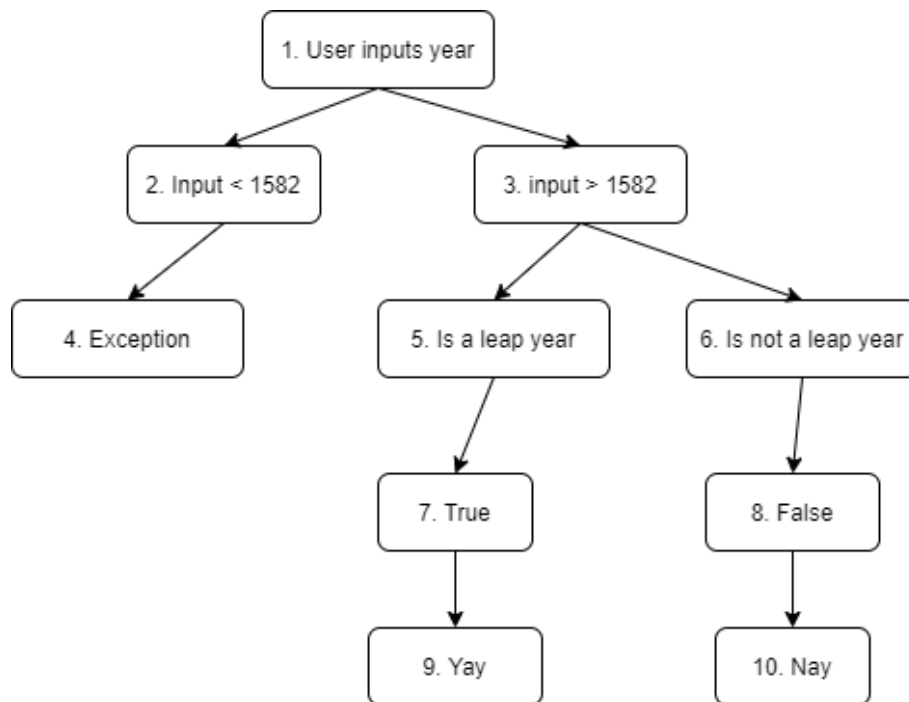 1. User inputs year
2. Input < 1582
3. input > 1582
4. Exception
5. Is a leap year
6. Is not a leap year
7. True
8. False
9. Yay
10. Nay